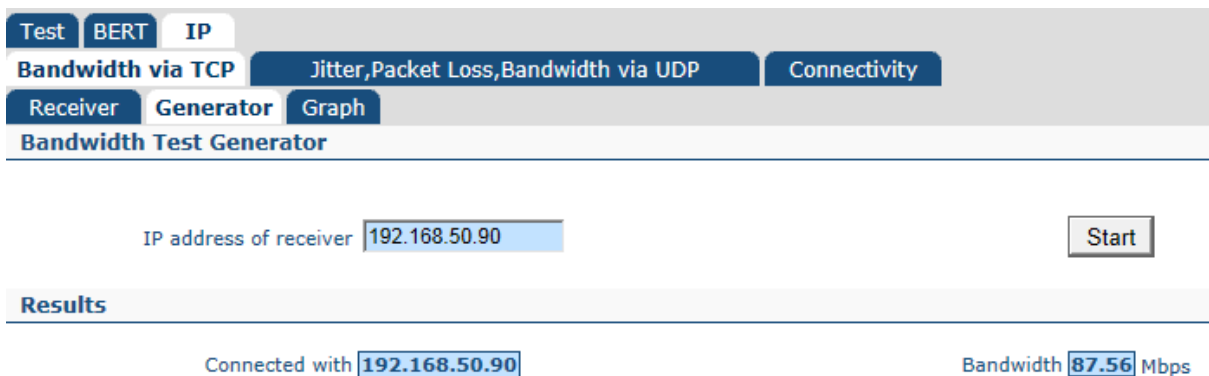 Test BERT IP
Bandwidth via TCP Jitter,Packet Loss,Bandwidth via UDP Connectivity
Receiver Generator Graph
Bandwidth Test Generator
IP address of receiver 192.168.50.90 Start
Results
Connected with 192.168.50.90 Bandwidth 87.56 Mbps